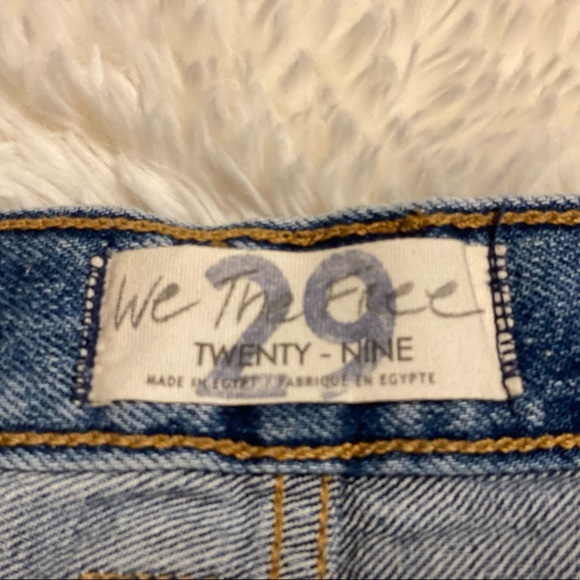 We The Free
29
TWENTY - NINE
MADE IN EGYPT / FABRIQUE EN EGYPTE